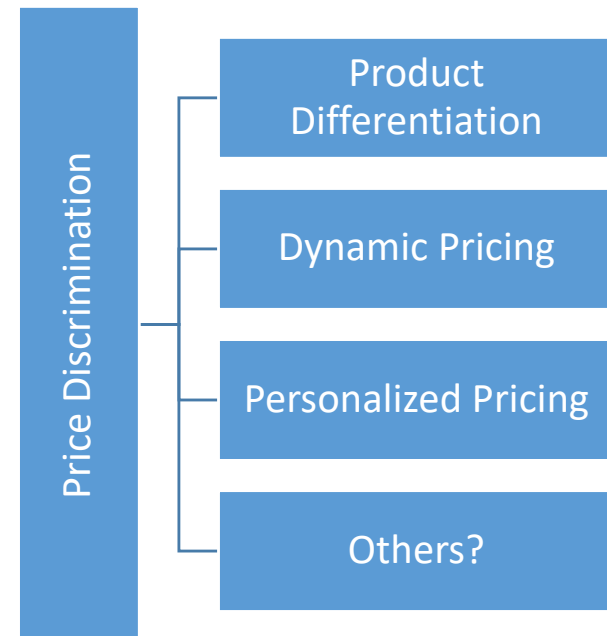 Price Discrimination
Product
Differentiation
Dynamic Pricing
Personalized Pricing
Others?